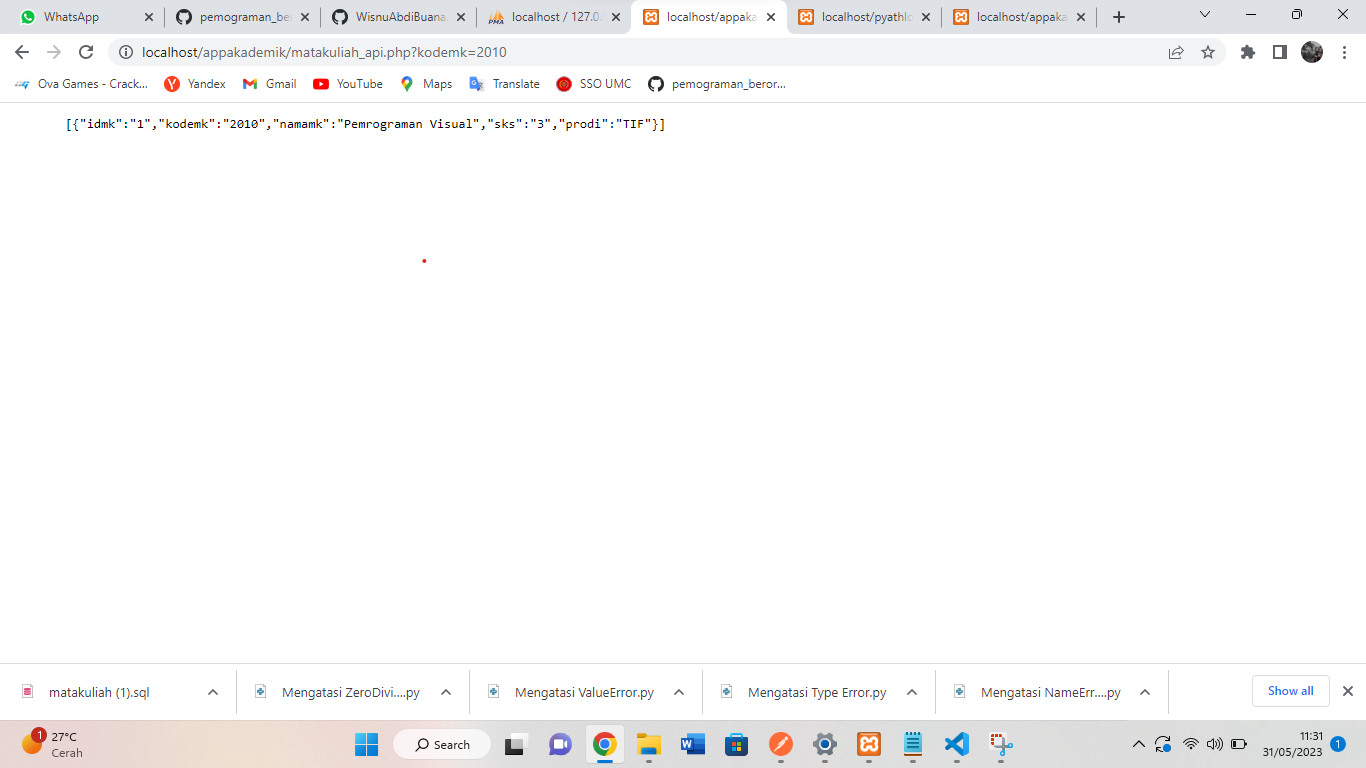 WhatsApp
pemograman_be
WisnuAbdiBuana
localhost / 127.0.
localhost/appaka
localhost/pyathlo
localhost/appaka
localhost/appakademik/matakuliah_api.php?kodemk=2010
Ova Games - Crack...
Yandex
Gmail
YouTube
Maps
Translate
SSO UMC
pemograman_beror...
[{"idmk":"1","kodemk":"2010","namamk":"Pemrograman Visual","sks":"3","prodi":"TIF"}]
matakuliah (1).sql
Mengatasi ZeroDivi....py
Mengatasi ValueError.py
Mengatasi Type Error.py
Mengatasi NameErr....py
Show all
1
27°C
Cerah
Search
11:31
31/05/2023
1